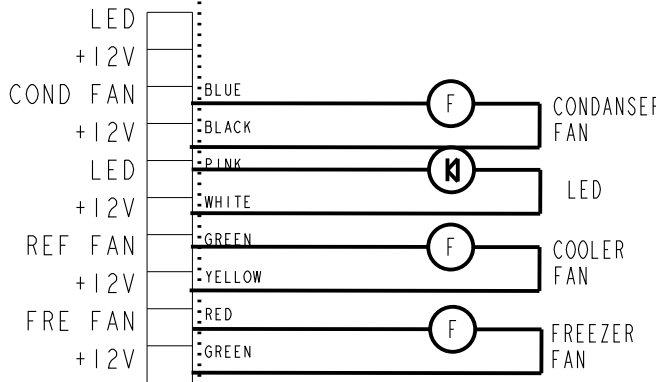 LED
+12V
COND FAN
BLUE
F
CONDANSER
FAN
+12V
BLACK
LED
PINK
LED
+12V
WHITE
REF FAN
GREEN
F
COOLER
FAN
+12V
YELLOW
FRE FAN
RED
F
FREEZER
FAN
+12V
GREEN